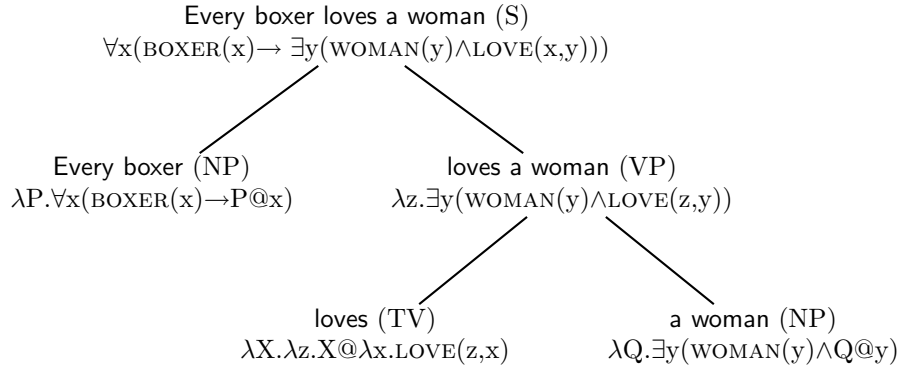 Every boxer loves a woman (S)
∀x(BOXER(x)→ ∃y(WOMAN(y)∧LOVE(x,y)))
Every boxer (NP)
λP.∀x(BOXER(x)→P@x)
loves a woman (VP)
λz.∃y(WOMAN(y)∧LOVE(z,y))
loves (TV)
λX.λz.X@λx.LOVE(z,x)
a woman (NP)
λQ.∃y(WOMAN(y)∧Q@y)